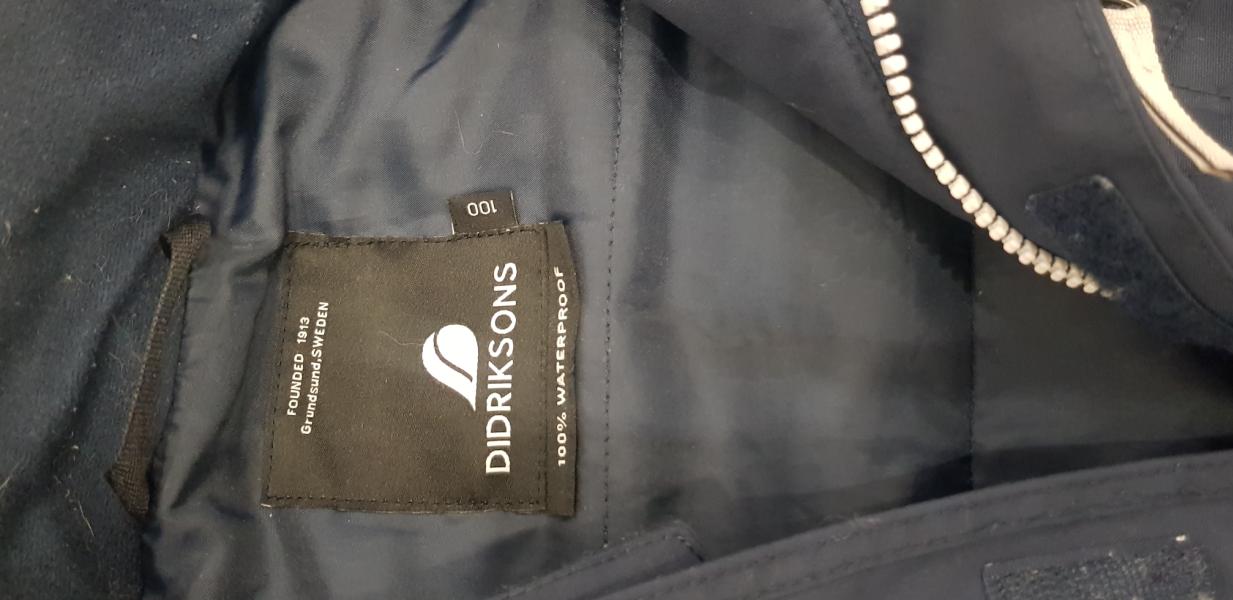 FOUNDED 1913
Grundsund,SWEDEN
DIDRIKSONS
100% WATERPROOF
100